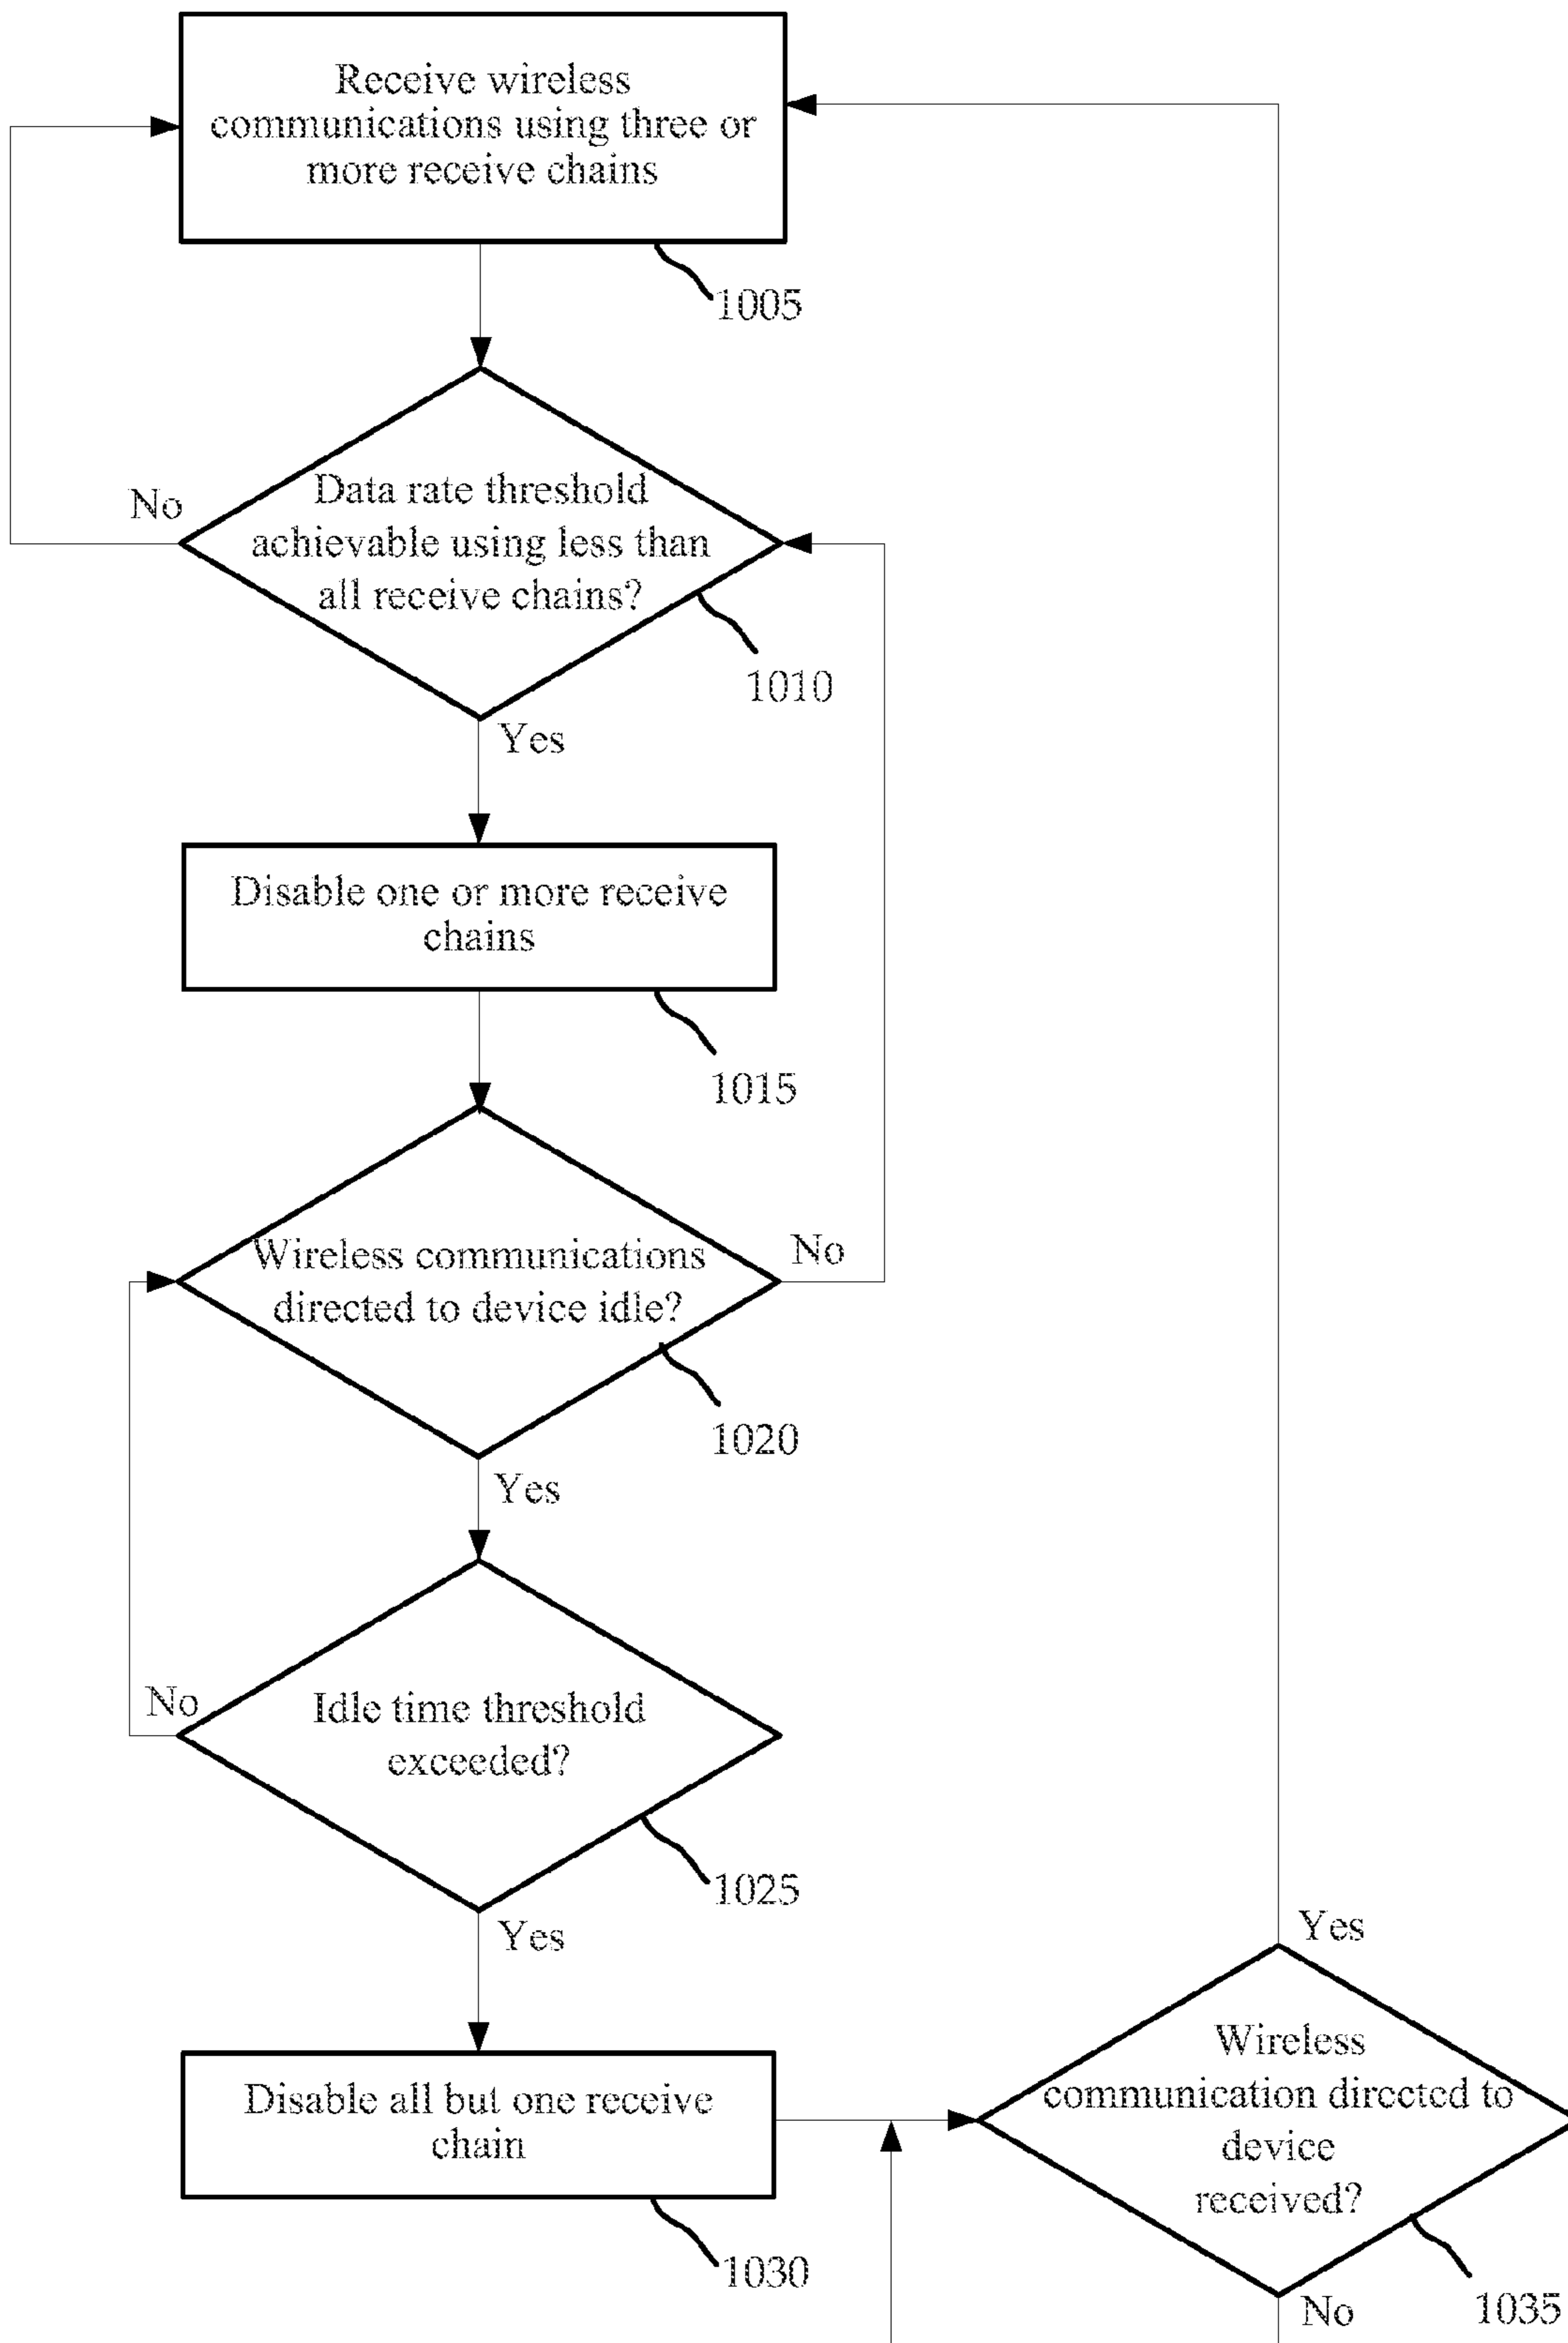 Receive wireless
communications using three or
more receive chains
1005
No
Data rate threshold
achievable using less than
all receive chains?
1010
Yes
Disable one or more receive
chains
1015
Wireless communications
directed to device idle?
No
1020
Yes
No
Idle time threshold
exceeded?
1025
Yes
Disable all but one receive
chain
1030
Yes
Wireless
communication directed to
device
received?
1035
No